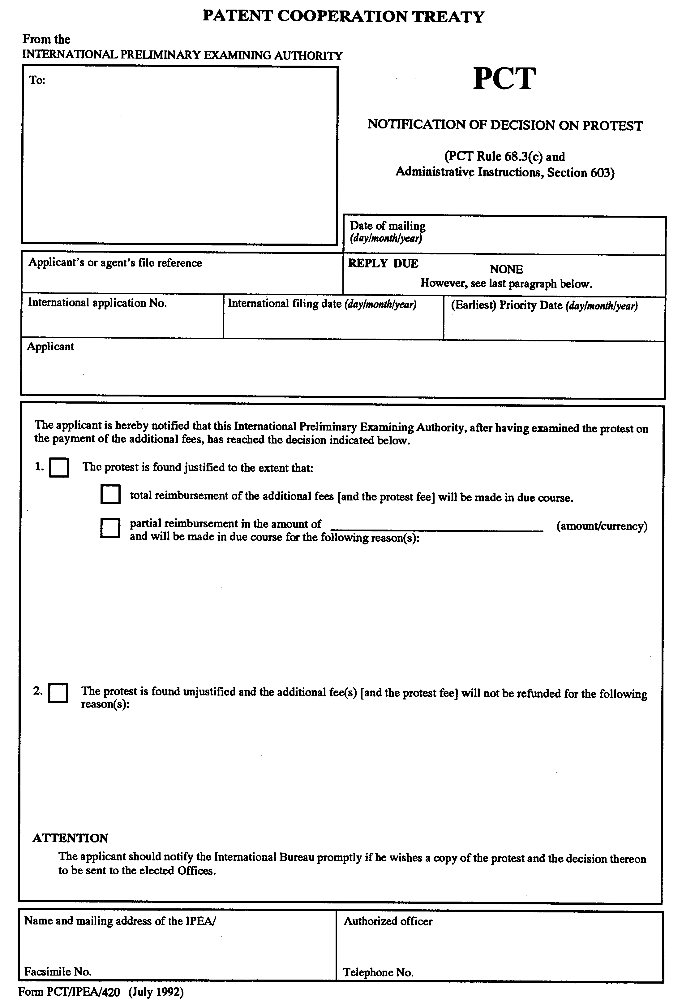 PATENT COOPERATION TREATY
From the
INTERNATIONAL PRELIMINARY EXAMINING AUTHORITY
To:
PCT
NOTIFICATION OF DECISION ON PROTEST
(PCT Rule 68.3(c) and
Administrative Instructions, Section 603)
Date of mailing
(day/month/year)
Applicant's or agent's file reference
REPLY DUE
NONE
However, see last paragraph below.
International application No.
International filing date (day/month/year)
(Earliest) Priority Date (day/month/year)
Applicant
The applicant is hereby notified that this International Preliminary Examining Authority, after having examined the protest on
the payment of the additional fees, has reached the decision indicated below.
1. The protest is found justified to the extent that:
total reimbursement of the additional fees [and the protest fee] will be made in due course.
partial reimbursement in the amount of (amount/currency)
and will be made in due course for the following reason(s):
2. The protest is found unjustified and the additional fee(s) [and the protest fee] will not be refunded for the following
reason(s):
ATTENTION
The applicant should notify the International Bureau promptly if he wishes a copy of the protest and the decision thereon
to be sent to the elected Offices.
Name and mailing address of the IPEA/
Authorized officer
Facsimile No.
Telephone No.
Form PCT/IPEA/420 (July 1992)